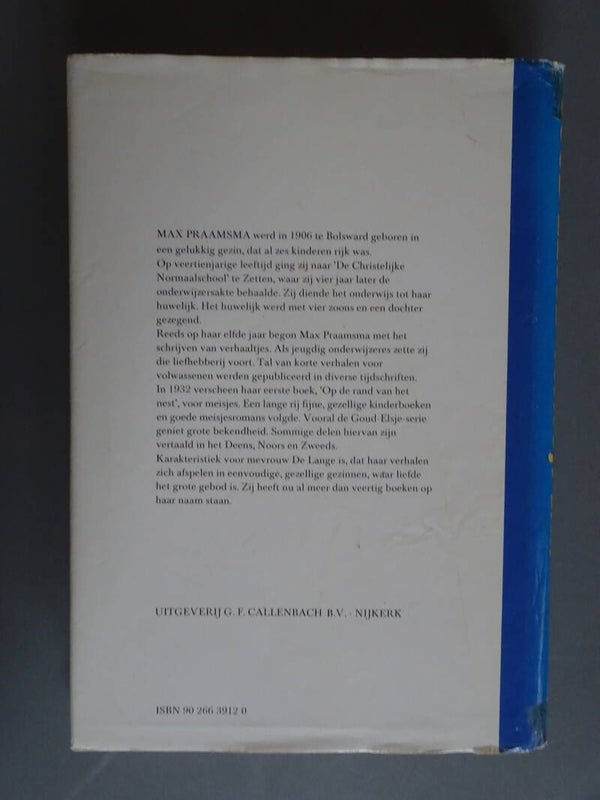 MAX PRAAMSMA werd in 1906 te Bolsward geboren in
een gelukkig gezin, dat al zes kinderen rijk was.
Op veertienjarige leeftijd ging zij naar 'De Christelijke
Normaalschool' te Zetten, waar zij vier jaar later de
onderwijzersakte behaalde. Zij diende het onderwijs tot haar
huwelijk. Het huwelijk werd met vier zoons en een dochter
gezegend.
Reeds op haar elfde jaar begon Max Praamsma met het
schrijven van verhaaltjes. Als jeugdig onderwijzeres zette zij
die liefhebberij voort. Tal van korte verhalen voor
volwassenen werden gepubliceerd in diverse tijdschriften.
In 1932 verscheen haar eerste boek, 'Op de rand van het
nest', voor meisjes. Een lange rij fijne, gezellige kinderboeken
en goede meisjesromans volgde. Vooral de Goud-Elsje-serie
geniet grote bekendheid. Sommige delen hiervan zijn
vertaald in het Deens, Noors en Zweeds.
Karakteristiek voor mevrouw De Lange is, dat haar verhalen
zich afspelen in eenvoudige, gezellige gezinnen, waar liefde
het grote gebod is. Zij heeft nu al meer dan veertig boeken op
haar naam staan.
UITGEVERIJ G. F. CALLENBACH B.V. · NIJKERK
ISBN 90 266 3912 0